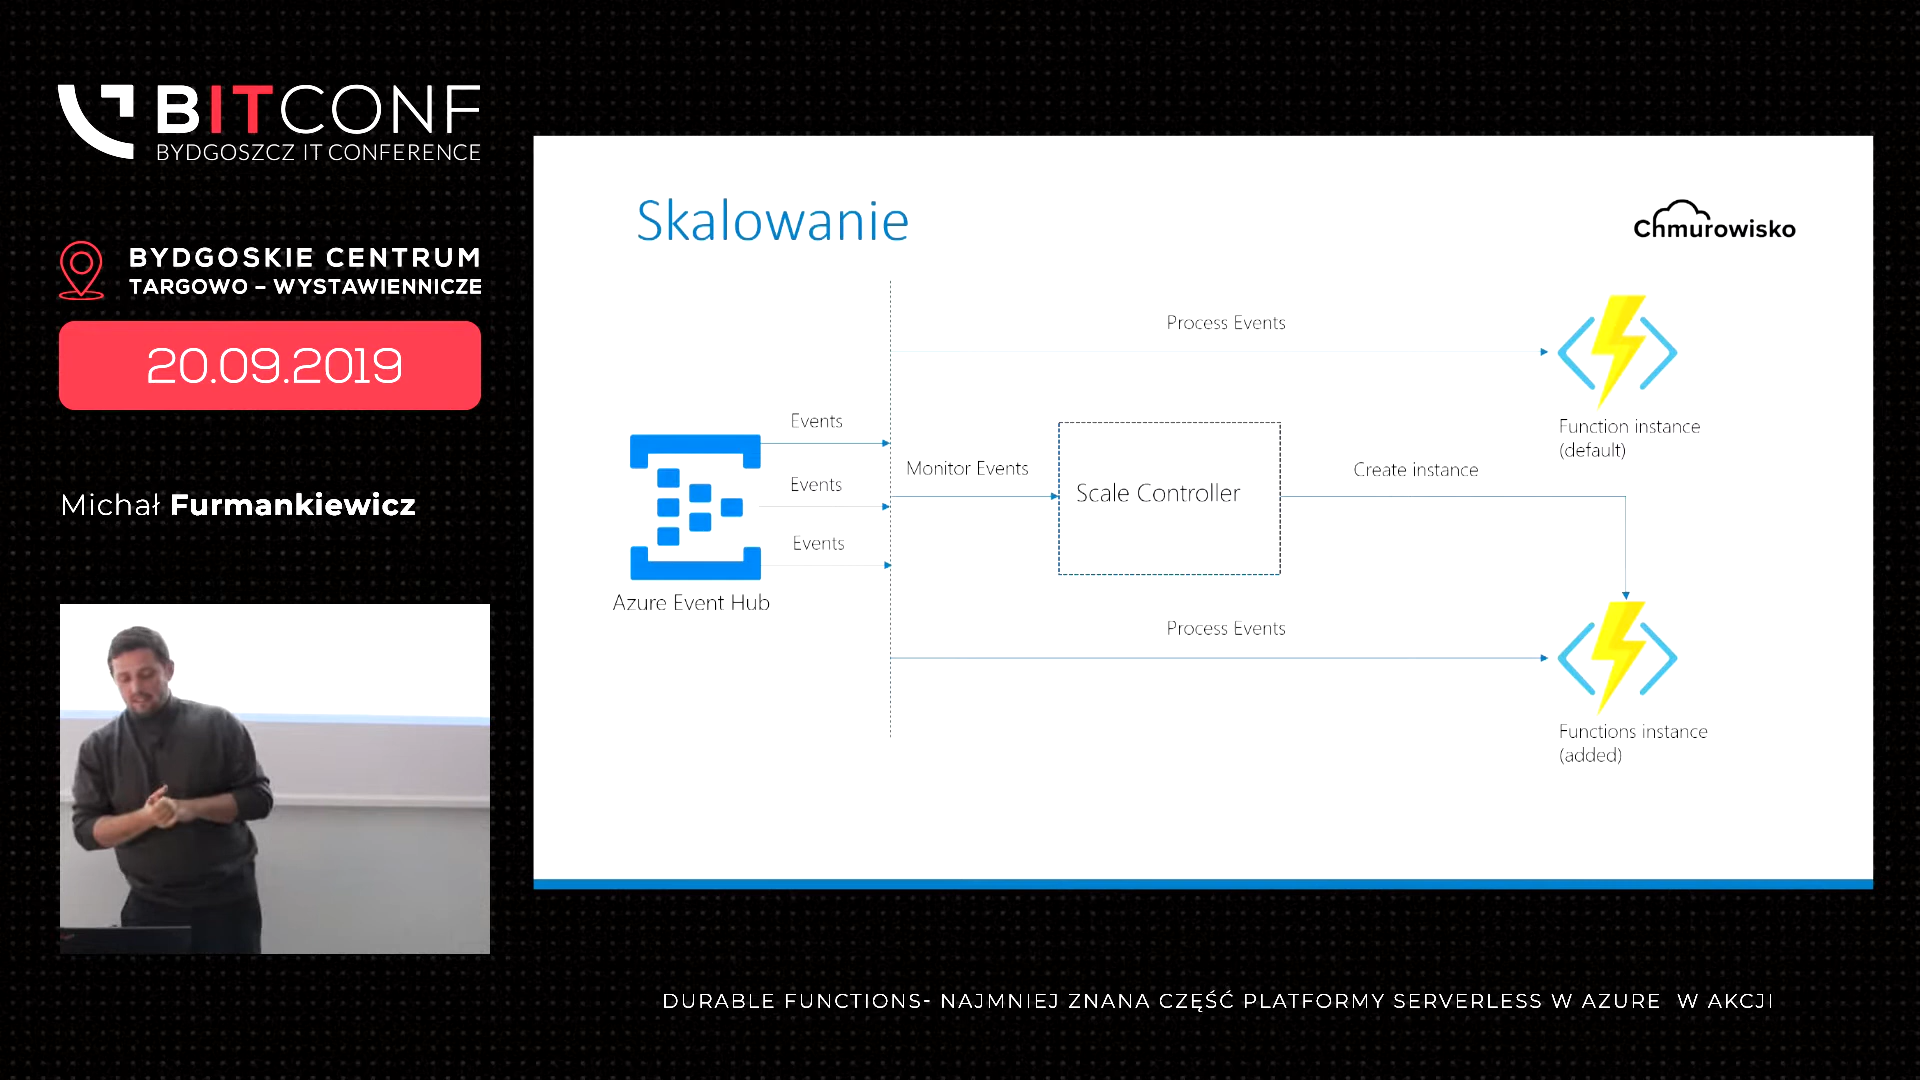 BITCONF
BYDGOSZCZ IT CONFERENCE
BYDGOSKIE CENTRUM
TARGOWO – WYSTAWIENNICZE
20.09.2019
Michał Furmankiewicz
Skalowanie
Chmurowisko
Process Events
Function instance
(default)
Events
Events
Events
Monitor Events
Scale Controller
Create instance
Azure Event Hub
Process Events
Functions instance
(added)
DURABLE FUNCTIONS- NAJMNIEJ ZNANA CZĘŚĆ PLATFORMY SERVERLESS W AZURE W AKCJI